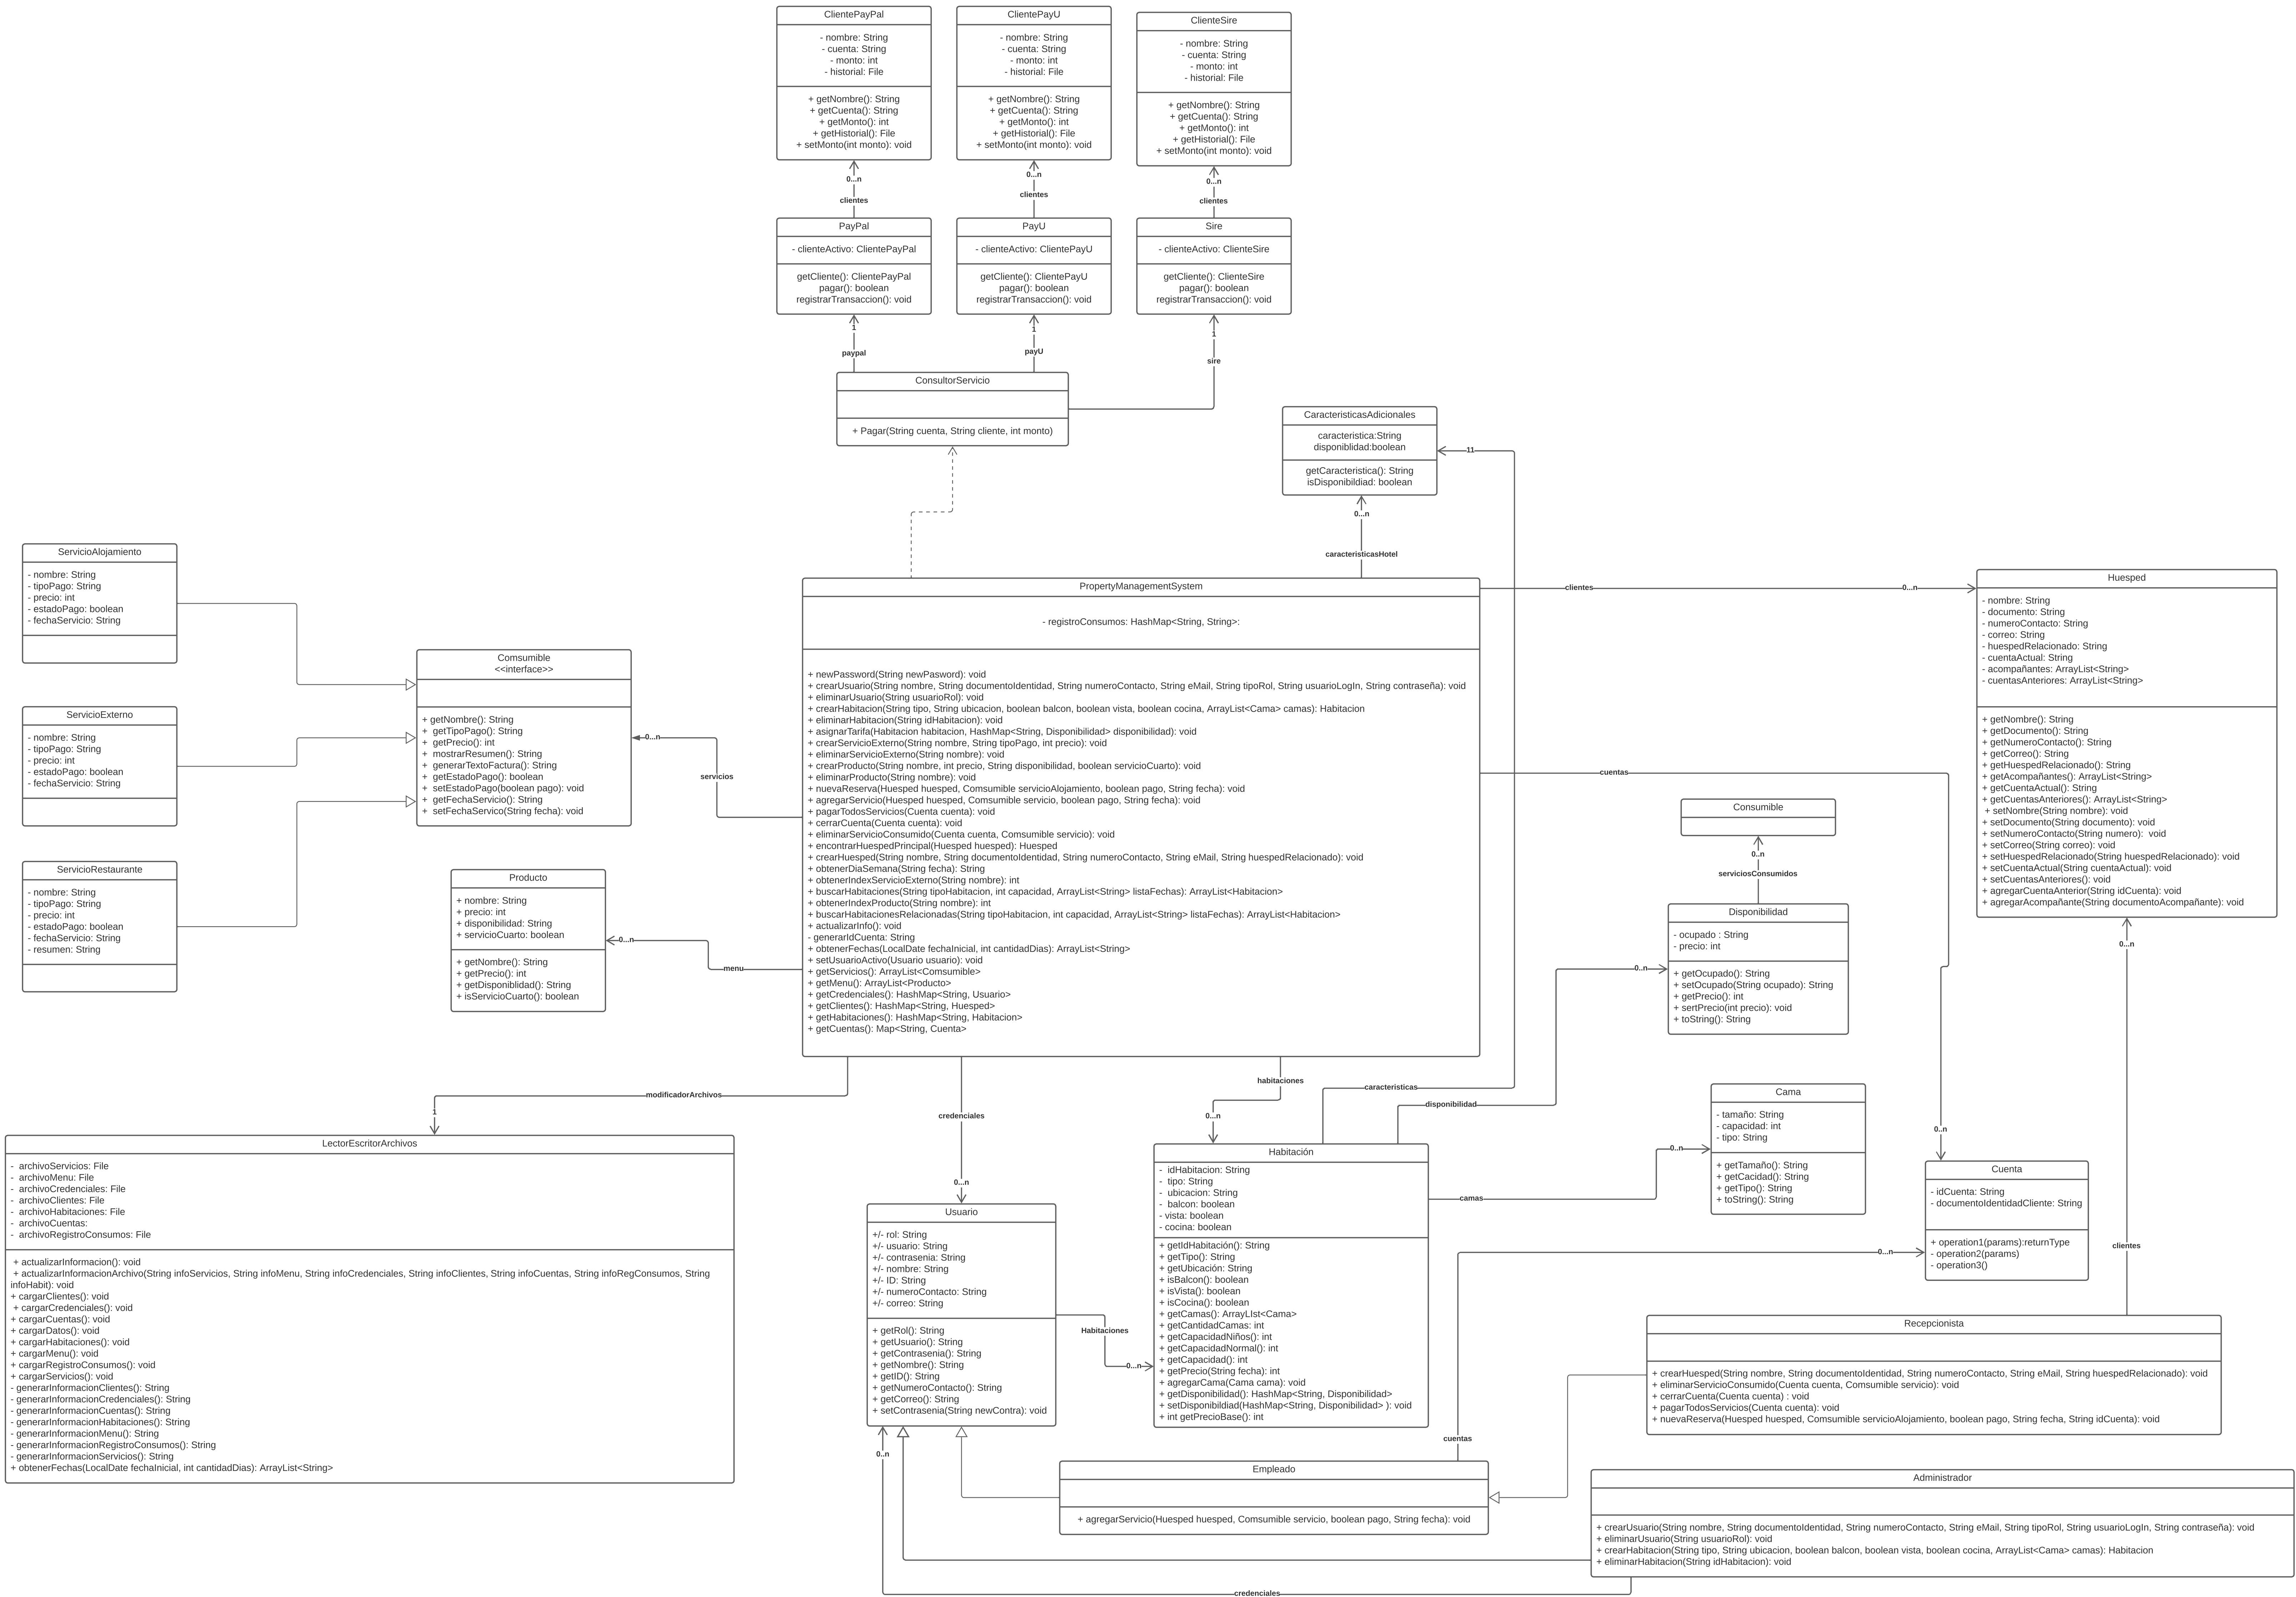 ClientePayPal
- nombre: String
- cuenta: String
- monto: int
- historial: File
+ getNombre(): String
+ getCuenta(): String
+ getMonto(): int
+ getHistorial(): File
+ setMonto(int monto): void
ClientePayU
- nombre: String
- cuenta: String
- monto: int
- historial: File
+ getNombre(): String
+ getCuenta(): String
+ getMonto(): int
+ getHistorial(): File
+ setMonto(int monto): void
ClienteSire
- nombre: String
- cuenta: String
- monto: int
- historial: File
+ getNombre(): String
+ getCuenta(): String
+ getMonto(): int
+ getHistorial(): File
+ setMonto(int monto): void
0...n
clientes
0...n
clientes
0...n
clientes
PayPal
- clienteActivo: ClientePayPal
getCliente(): ClientePayPal
pagar(): boolean
registrarTransaccion(): void
PayU
- clienteActivo: ClientePayU
getCliente(): ClientePayU
pagar(): boolean
registrarTransaccion(): void
Sire
- clienteActivo: ClienteSire
getCliente(): ClienteSire
pagar(): boolean
registrarTransaccion(): void
1
paypal
1
payU
1
sire
ConsultorServicio
+ Pagar(String cuenta, String cliente, int monto)
CaracteristicasAdicionales
caracteristica:String
disponiblidad:boolean
getCaracteristica(): String
isDisponibildiad: boolean
11
0...n
caracteristicasHotel
ServicioAlojamiento
- nombre: String
- tipoPago: String
- precio: int
- estadoPago: boolean
- fechaServicio: String
ServicioExterno
- nombre: String
- tipoPago: String
- precio: int
- estadoPago: boolean
- fechaServicio: String
ServicioRestaurante
- nombre: String
- tipoPago: String
- precio: int
- estadoPago: boolean
- fechaServicio: String
- resumen: String
Comsumible
<<interface>>
+ getNombre(): String
+ getTipoPago(): String
+ getPrecio(): int
+ mostrarResumen(): String
+ generarTextoFactura(): String
+ getEstadoPago(): boolean
+ setEstadoPago(boolean pago): void
+ getFechaServicio(): String
+ setFechaServico(String fecha): void
0...n
servicios
Producto
+ nombre: String
+ precio: int
+ disponibilidad: String
+ servicioCuarto: boolean
+ getNombre(): String
+ getPrecio(): int
+ getDisponiblidad(): String
+ isServicioCuarto(): boolean
0...n
menu
PropertyManagementSystem
- registroConsumos: HashMap<String, String>:
+ newPassword(String newPasword): void
+ crearUsuario(String nombre, String documentoIdentidad, String numeroContacto, String eMail, String tipoRol, String usuarioLogIn, String contraseña): void
+ eliminarUsuario(String usuarioRol): void
+ crearHabitacion(String tipo, String ubicacion, boolean balcon, boolean vista, boolean cocina, ArrayList<Cama> camas): Habitacion
+ eliminarHabitacion(String idHabitacion): void
+ asignarTarifa(Habitacion habitacion, HashMap<String, Disponibilidad> disponibilidad): void
+ crearServicioExterno(String nombre, String tipoPago, int precio): void
+ eliminarServicioExterno(String nombre): void
+ crearProducto(String nombre, int precio, String disponibilidad, boolean servicioCuarto): void
+ eliminarProducto(String nombre): void
+ nuevaReserva(Huesped huesped, Comsumible servicioAlojamiento, boolean pago, String fecha): void
+ agregarServicio(Huesped huesped, Comsumible servicio, boolean pago, String fecha): void
+ pagarTodosServicios(Cuenta cuenta): void
+ cerrarCuenta(Cuenta cuenta): void
+ eliminarServicioConsumido(Cuenta cuenta, Comsumible servicio): void
+ encontrarHuespedPrincipal(Huesped huesped): Huesped
+ crearHuesped(String nombre, String documentoIdentidad, String numeroContacto, String eMail, String huespedRelacionado): void
+ obtenerDiaSemana(String fecha): String
+ obtenerIndexServicioExterno(String nombre): int
+ buscarHabitaciones(String tipoHabitacion, int capacidad, ArrayList<String> listaFechas): ArrayList<Habitacion>
+ obtenerIndexProducto(String nombre): int
+ buscarHabitacionesRelacionadas(String tipoHabitacion, int capacidad, ArrayList<String> listaFechas): ArrayList<Habitacion>
+ actualizarInfo(): void
- generarIdCuenta: String
+ obtenerFechas(LocalDate fechaInicial, int cantidadDias): ArrayList<String>
+ setUsuarioActivo(Usuario usuario): void
+ getServicios(): ArrayList<Comsumible>
+ getMenu(): ArrayList<Producto>
+ getCredenciales(): HashMap<String, Usuario>
+ getClientes(): HashMap<String, Huesped>
+ getHabitaciones(): HashMap<String, Habitacion>
+ getCuentas(): Map<String, Cuenta>
clientes
0...n
cuentas
0..n
Huesped
- nombre: String
- documento: String
- numeroContacto: String
- correo: String
- huespedRelacionado: String
- cuentaActual: String
- acompañantes: ArrayList<String>
- cuentasAnteriores: ArrayList<String>
+ getNombre(): String
+ getDocumento(): String
+ getNumeroContacto(): String
+ getCorreo(): String
+ getHuespedRelacionado(): String
+ getAcompañantes(): ArrayList<String>
+ getCuentaActual(): String
+ getCuentasAnteriores(): ArrayList<String>
+ setNombre(String nombre): void
+ setDocumento(String documento): void
+ setNumeroContacto(String numero): void
+ setCorreo(String correo): void
+ setHuespedRelacionado(String huespedRelacionado): void
+ setCuentaActual(String cuentaActual): void
+ setCuentasAnteriores(): void
+ agregarCuentaAnterior(String idCuenta): void
+ agregarAcompañante(String documentoAcompañante): void
0...n
clientes
Consumible
0..n
serviciosConsumidos
Disponibilidad
- ocupado : String
- precio: int
+ getOcupado(): String
+ setOcupado(String ocupado): String
+ getPrecio(): int
+ sertPrecio(int precio): void
+ toString(): String
0..n
disponibilidad
caracteristicas
habitaciones
0...n
modificadorArchivos
1
credenciales
0...n
LectorEscritorArchivos
- archivoServicios: File
- archivoMenu: File
- archivoCredenciales: File
- archivoClientes: File
- archivoHabitaciones: File
- archivoCuentas:
- archivoRegistroConsumos: File
+ actualizarInformacion(): void
+ actualizarInformacionArchivo(String infoServicios, String infoMenu, String infoCredenciales, String infoClientes, String infoCuentas, String infoRegConsumos, String
infoHabit): void
+ cargarClientes(): void
+ cargarCredenciales(): void
+ cargarCuentas(): void
+ cargarDatos(): void
+ cargarHabitaciones(): void
+ cargarMenu(): void
+ cargarRegistroConsumos(): void
+ cargarServicios(): void
- generarInformacionClientes(): String
- generarInformacionCredenciales(): String
- generarInformacionCuentas(): String
- generarInformacionHabitaciones(): String
- generarInformacionMenu(): String
- generarInformacionRegistroConsumos(): String
- generarInformacionServicios(): String
+ obtenerFechas(LocalDate fechaInicial, int cantidadDias): ArrayList<String>
Usuario
+/- rol: String
+/- usuario: String
+/- contrasenia: String
+/- nombre: String
+/- ID: String
+/- numeroContacto: String
+/- correo: String
+ getRol(): String
+ getUsuario(): String
+ getContrasenia(): String
+ getNombre(): String
+ getID(): String
+ getNumeroContacto(): String
+ getCorreo(): String
+ setContrasenia(String newContra): void
Habitaciones
0...n
0..n
Habitación
- idHabitacion: String
- tipo: String
- ubicacion: String
- balcon: boolean
- vista: boolean
- cocina: boolean
+ getIdHabitación(): String
+ getTipo(): String
+ getUbicación: String
+ isBalcon(): boolean
+ isVista(): boolean
+ isCocina(): boolean
+ getCamas(): ArrayLIst<Cama>
+ getCantidadCamas: int
+ getCapacidadNiños(): int
+ getCapacidadNormal(): int
+ getCapacidad(): int
+ getPrecio(String fecha): int
+ agregarCama(Cama cama): void
+ getDisponibilidad(): HashMap<String, Disponibilidad>
+ setDisponibildiad(HashMap<String, Disponibilidad> ): void
+ int getPrecioBase(): int
camas
0..n
Cama
- tamaño: String
- capacidad: int
- tipo: String
+ getTamaño(): String
+ getCacidad(): String
+ getTipo(): String
+ toString(): String
Cuenta
- idCuenta: String
- documentoIdentidadCliente: String
+ operation1(params):returnType
- operation2(params)
- operation3()
0...n
cuentas
Recepcionista
+ crearHuesped(String nombre, String documentoIdentidad, String numeroContacto, String eMail, String huespedRelacionado): void
+ eliminarServicioConsumido(Cuenta cuenta, Comsumible servicio): void
+ cerrarCuenta(Cuenta cuenta) : void
+ pagarTodosServicios(Cuenta cuenta): void
+ nuevaReserva(Huesped huesped, Comsumible servicioAlojamiento, boolean pago, String fecha, String idCuenta): void
Empleado
+ agregarServicio(Huesped huesped, Comsumible servicio, boolean pago, String fecha): void
Administrador
+ crearUsuario(String nombre, String documentoIdentidad, String numeroContacto, String eMail, String tipoRol, String usuarioLogIn, String contraseña): void
+ eliminarUsuario(String usuarioRol): void
+ crearHabitacion(String tipo, String ubicacion, boolean balcon, boolean vista, boolean cocina, ArrayList<Cama> camas): Habitacion
+ eliminarHabitacion(String idHabitacion): void
credenciales